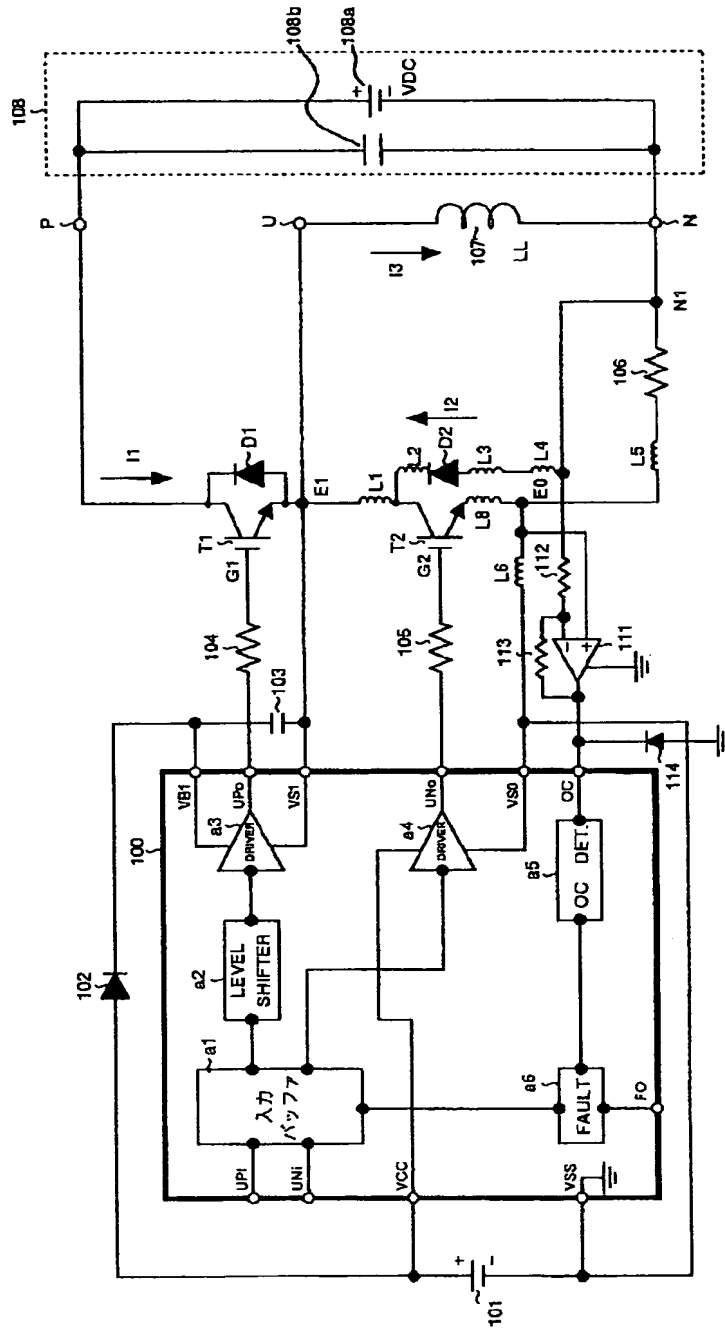 108
108b
108a
VDC
+
-
P
U
N
I1
I3
107
LL
N1
T1
D1
G1
E1
L1
L2
I2
D2
T2
G2
L3
L4
L8
E0
L5
106
L6
112
113
111
-
+
114
104
103
105
102
100
VB1
UPo
VS1
UNo
VS0
OC
a3
DRIVER
a4
DRIVER
a2
LEVEL
SHIFTER
a1
入力
バッファ
a5
OC DET.
a6
FAULT
FO
UPi
UNi
VCC
VSS
+
-
101